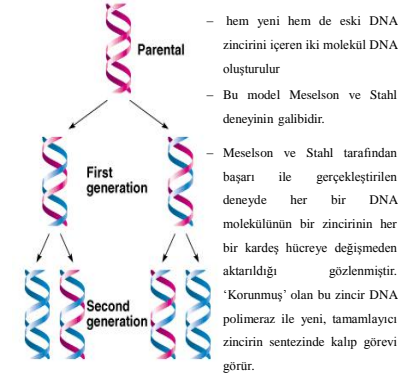 Parental
First
generation
Second
generation
– hem yeni hem de eski DNA
zincirini içeren iki molekül DNA
oluşturulur
– Bu model Meselson ve Stahl
deneyinin galibidir.
– Meselson ve Stahl tarafından
başarı ile gerçekleştirilen
deneyde her bir DNA
molekülünün bir zincirinin her
bir kardeş hücreye değişmeden
aktarıldığı gözlenmiştir.
‘Korunmuş’ olan bu zincir DNA
polimeraz ile yeni, tamamlayıcı
zincirin sentezinde kalıp görevi
görür.